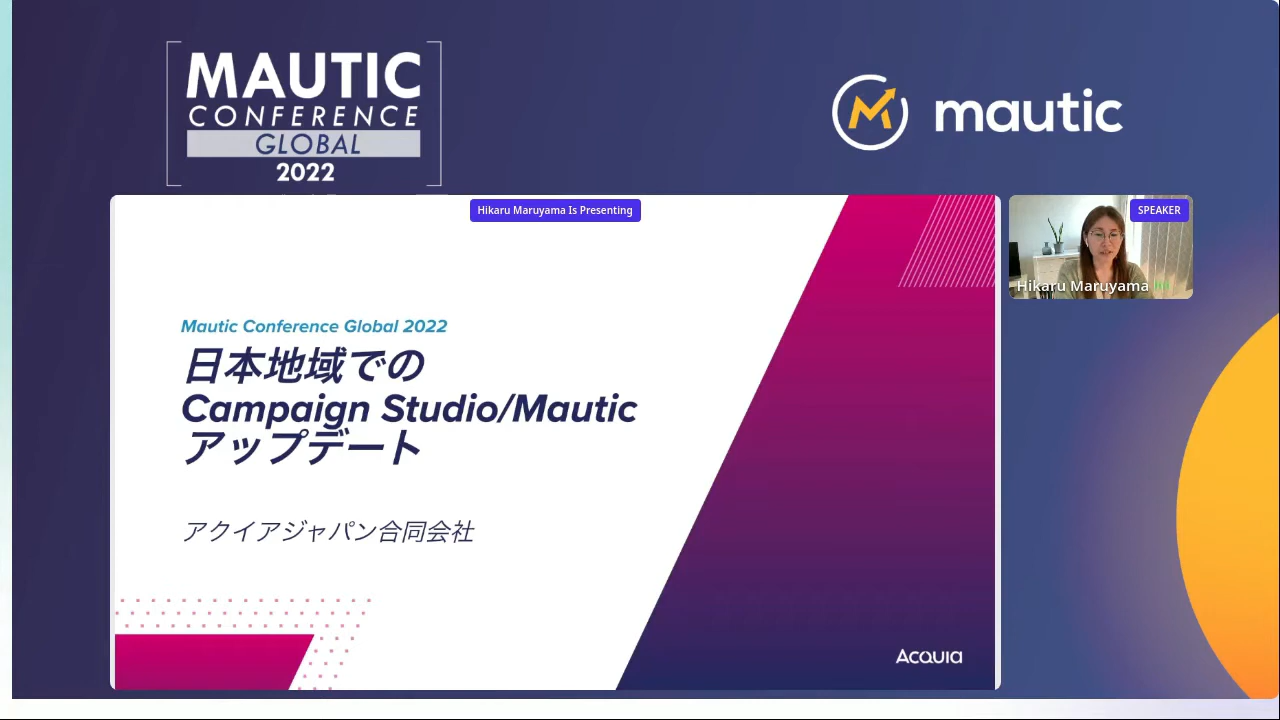 MAUTIC
CONFERENCE
GLOBAL
2022
mautic
Hikaru Maruyama Is Presenting
SPEAKER
Hikaru Maruyama
Mautic Conference Global 2022
日本地域での
Campaign Studio/Mautic
アップデート
アクイアジャパン合同会社
Acquia